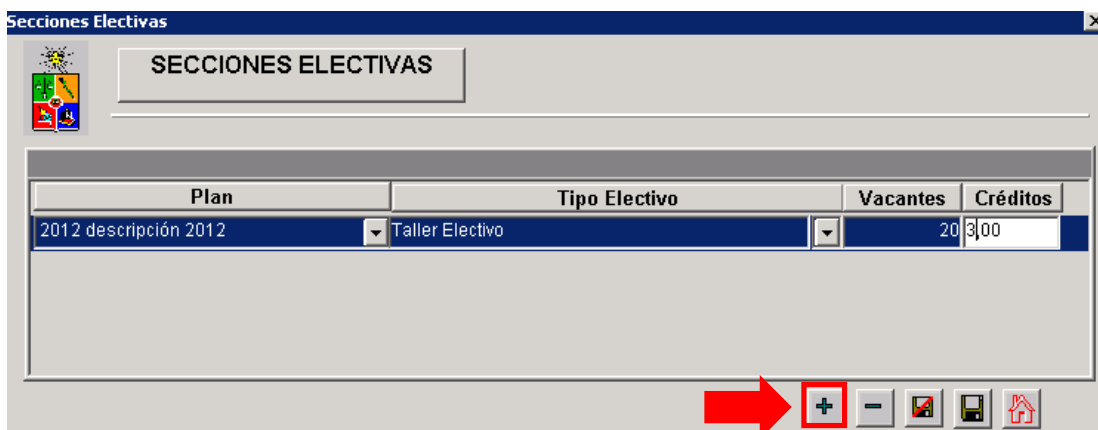 Secciones Electivas
SECCIONES ELECTIVAS
Plan Tipo Electivo Vacantes Créditos
2012 descripción 2012 Taller Electivo 20 3,00